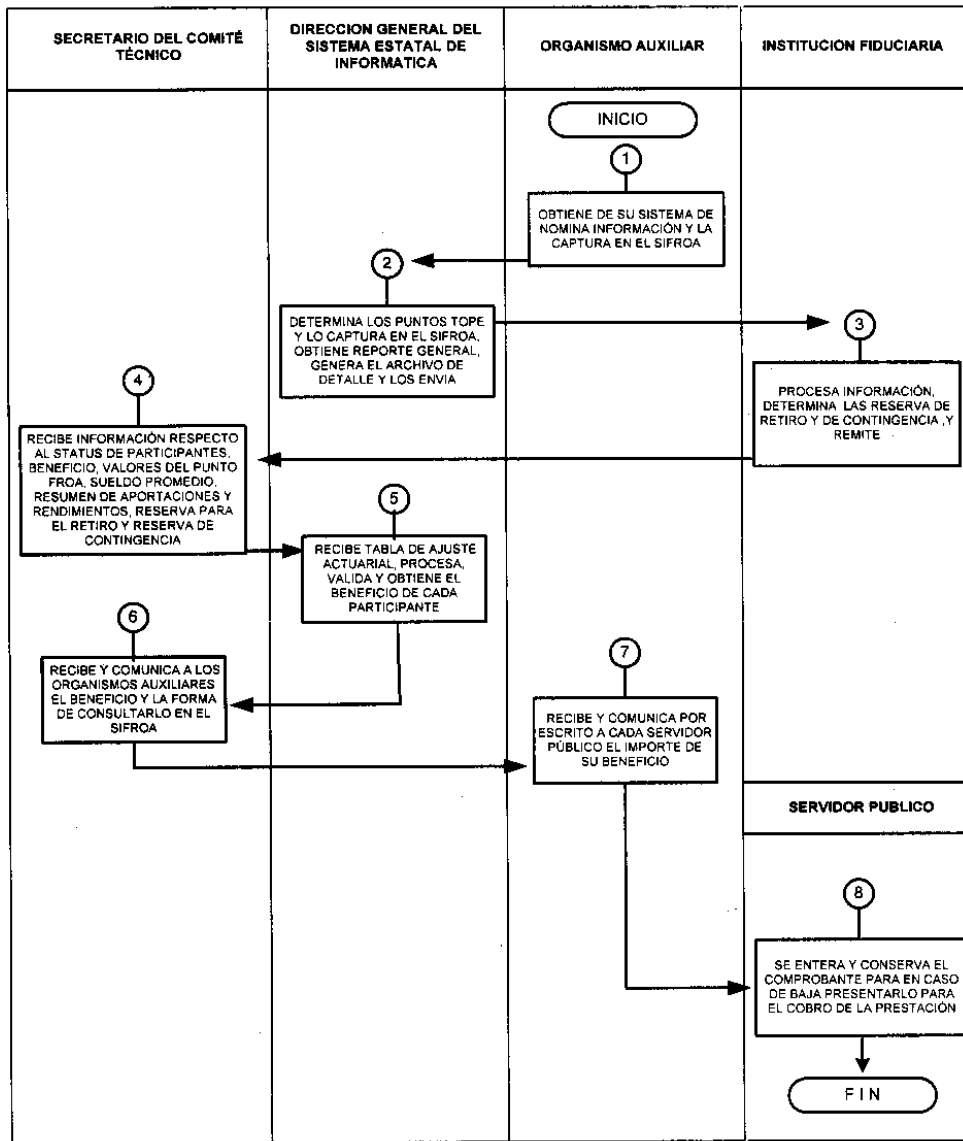 SECRETARIO DEL COMITÉ
TÉCNICO
DIRECCION GENERAL DEL
SISTEMA ESTATAL DE
INFORMATICA
ORGANISMO AUXILIAR
INSTITUCIÓN FIDUCIARIA
INICIO
1
OBTIENE DE SU SISTEMA DE
NOMINA INFORMACIÓN Y LA
CAPTURA EN EL SIFROA
2
DETERMINA LOS PUNTOS TOPE
Y LO CAPTURA EN EL SIFROA,
OBTIENE REPORTE GENERAL,
GENERA EL ARCHIVO DE
DETALLE Y LOS ENVIA
3
PROCESA INFORMACIÓN,
DETERMINA LAS RESERVA DE
RETIRO Y DE CONTINGENCIA ,Y
REMITE
4
RECIBE INFORMACIÓN RESPECTO
AL STATUS DE PARTICIPANTES,
BENEFICIO, VALORES DEL PUNTO
FROA, SUELDO PROMEDIO,
RESUMEN DE APORTACIONES Y
RENDIMIENTOS, RESERVA PARA
EL RETIRO Y RESERVA DE
CONTINGENCIA
5
RECIBE TABLA DE AJUSTE
ACTUARIAL, PROCESA,
VALIDA Y OBTIENE EL
BENEFICIO DE CADA
PARTICIPANTE
6
RECIBE Y COMUNICA A LOS
ORGANISMOS AUXILIARES
EL BENEFICIO Y LA FORMA
DE CONSULTARLO EN EL
SIFROA
7
RECIBE Y COMUNICA POR
ESCRITO A CADA SERVIDOR
PÚBLICO EL IMPORTE DE
SU BENEFICIO
SERVIDOR PUBLICO
8
SE ENTERA Y CONSERVA EL
COMPROBANTE PARA EN CASO
DE BAJA PRESENTARLO PARA
EL COBRO DE LA PRESTACIÓN
F I N